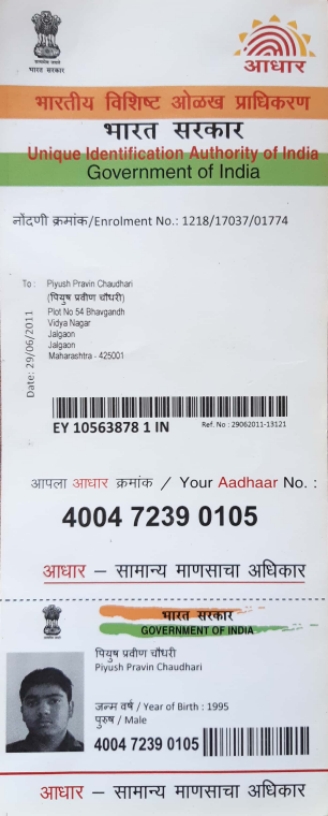 भारत सरकार
आधार
भारतीय विशिष्ट ओळख प्राधिकरण
भारत सरकार
Unique Identification Authority of India
Government of India
नोंदणी क्रमांक/Enrolment No.: 1218/17037/01774
To :
Piyush Pravin Chaudhari
(पियुष प्रवीण चौधरी)
Plot No 54 Bhavgandh
Vidya Nagar
Jalgaon
Jalgaon
Maharashtra - 425001
Date: 29/06/2011
EY 10563878 1 IN
Ref. No : 29062011-13121
आपला आधार क्रमांक / Your Aadhaar No. :
4004 7239 0105
आधार – सामान्य माणसाचा अधिकार
भारत सरकार
GOVERNMENT OF INDIA
पियुष प्रवीण चौधरी
Piyush Pravin Chaudhari
जन्म वर्ष / Year of Birth : 1995
पुरुष / Male
4004 7239 0105
आधार – सामान्य माणसाचा अधिकार